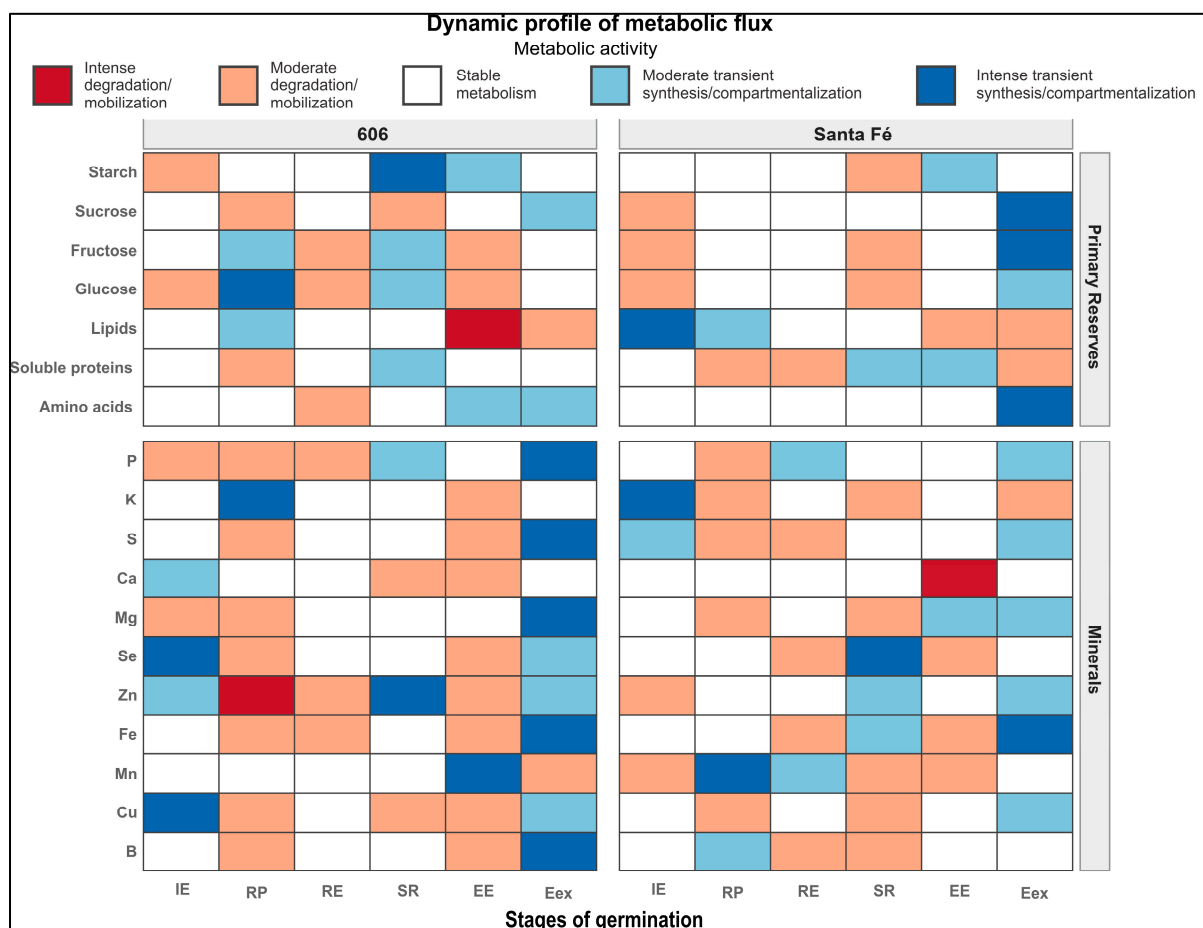 Dynamic profile of metabolic flux
Metabolic activity
Intense
degradation/
mobilization
Moderate
degradation/
mobilization
Stable
metabolism
Moderate transient
synthesis/compartmentalization
Intense transient
synthesis/compartmentalization
606
Santa Fé
Starch
Sucrose
Fructose
Glucose
Lipids
Soluble proteins
Amino acids
Primary Reserves
P
K
S
Ca
Mg
Se
Zn
Fe
Mn
Cu
B
Minerals
IE RP RE SR EE Eex
IE RP RE SR EE Eex
Stages of germination